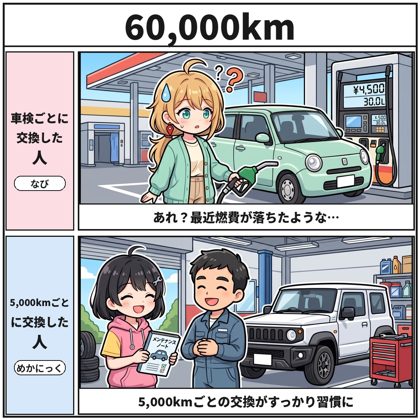 60,000km
車検ごとに
交換した
人
なび
¥4,500
30.0L
あれ？最近燃費が落ちたような…
??
5,000kmごと
に交換した
人
めかにっく
メンテナンス
ノート
5,000kmごとの交換がすっかり習慣に